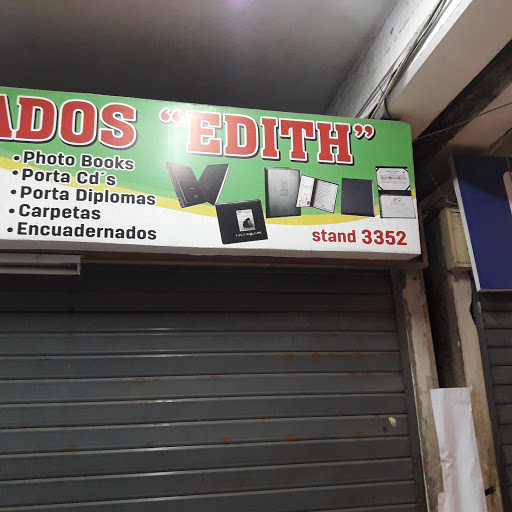 ADOS "EDITH"
•Photo Books
•Porta Cd´s
•Porta Diplomas
•Carpetas
•Encuadernados
stand 3352